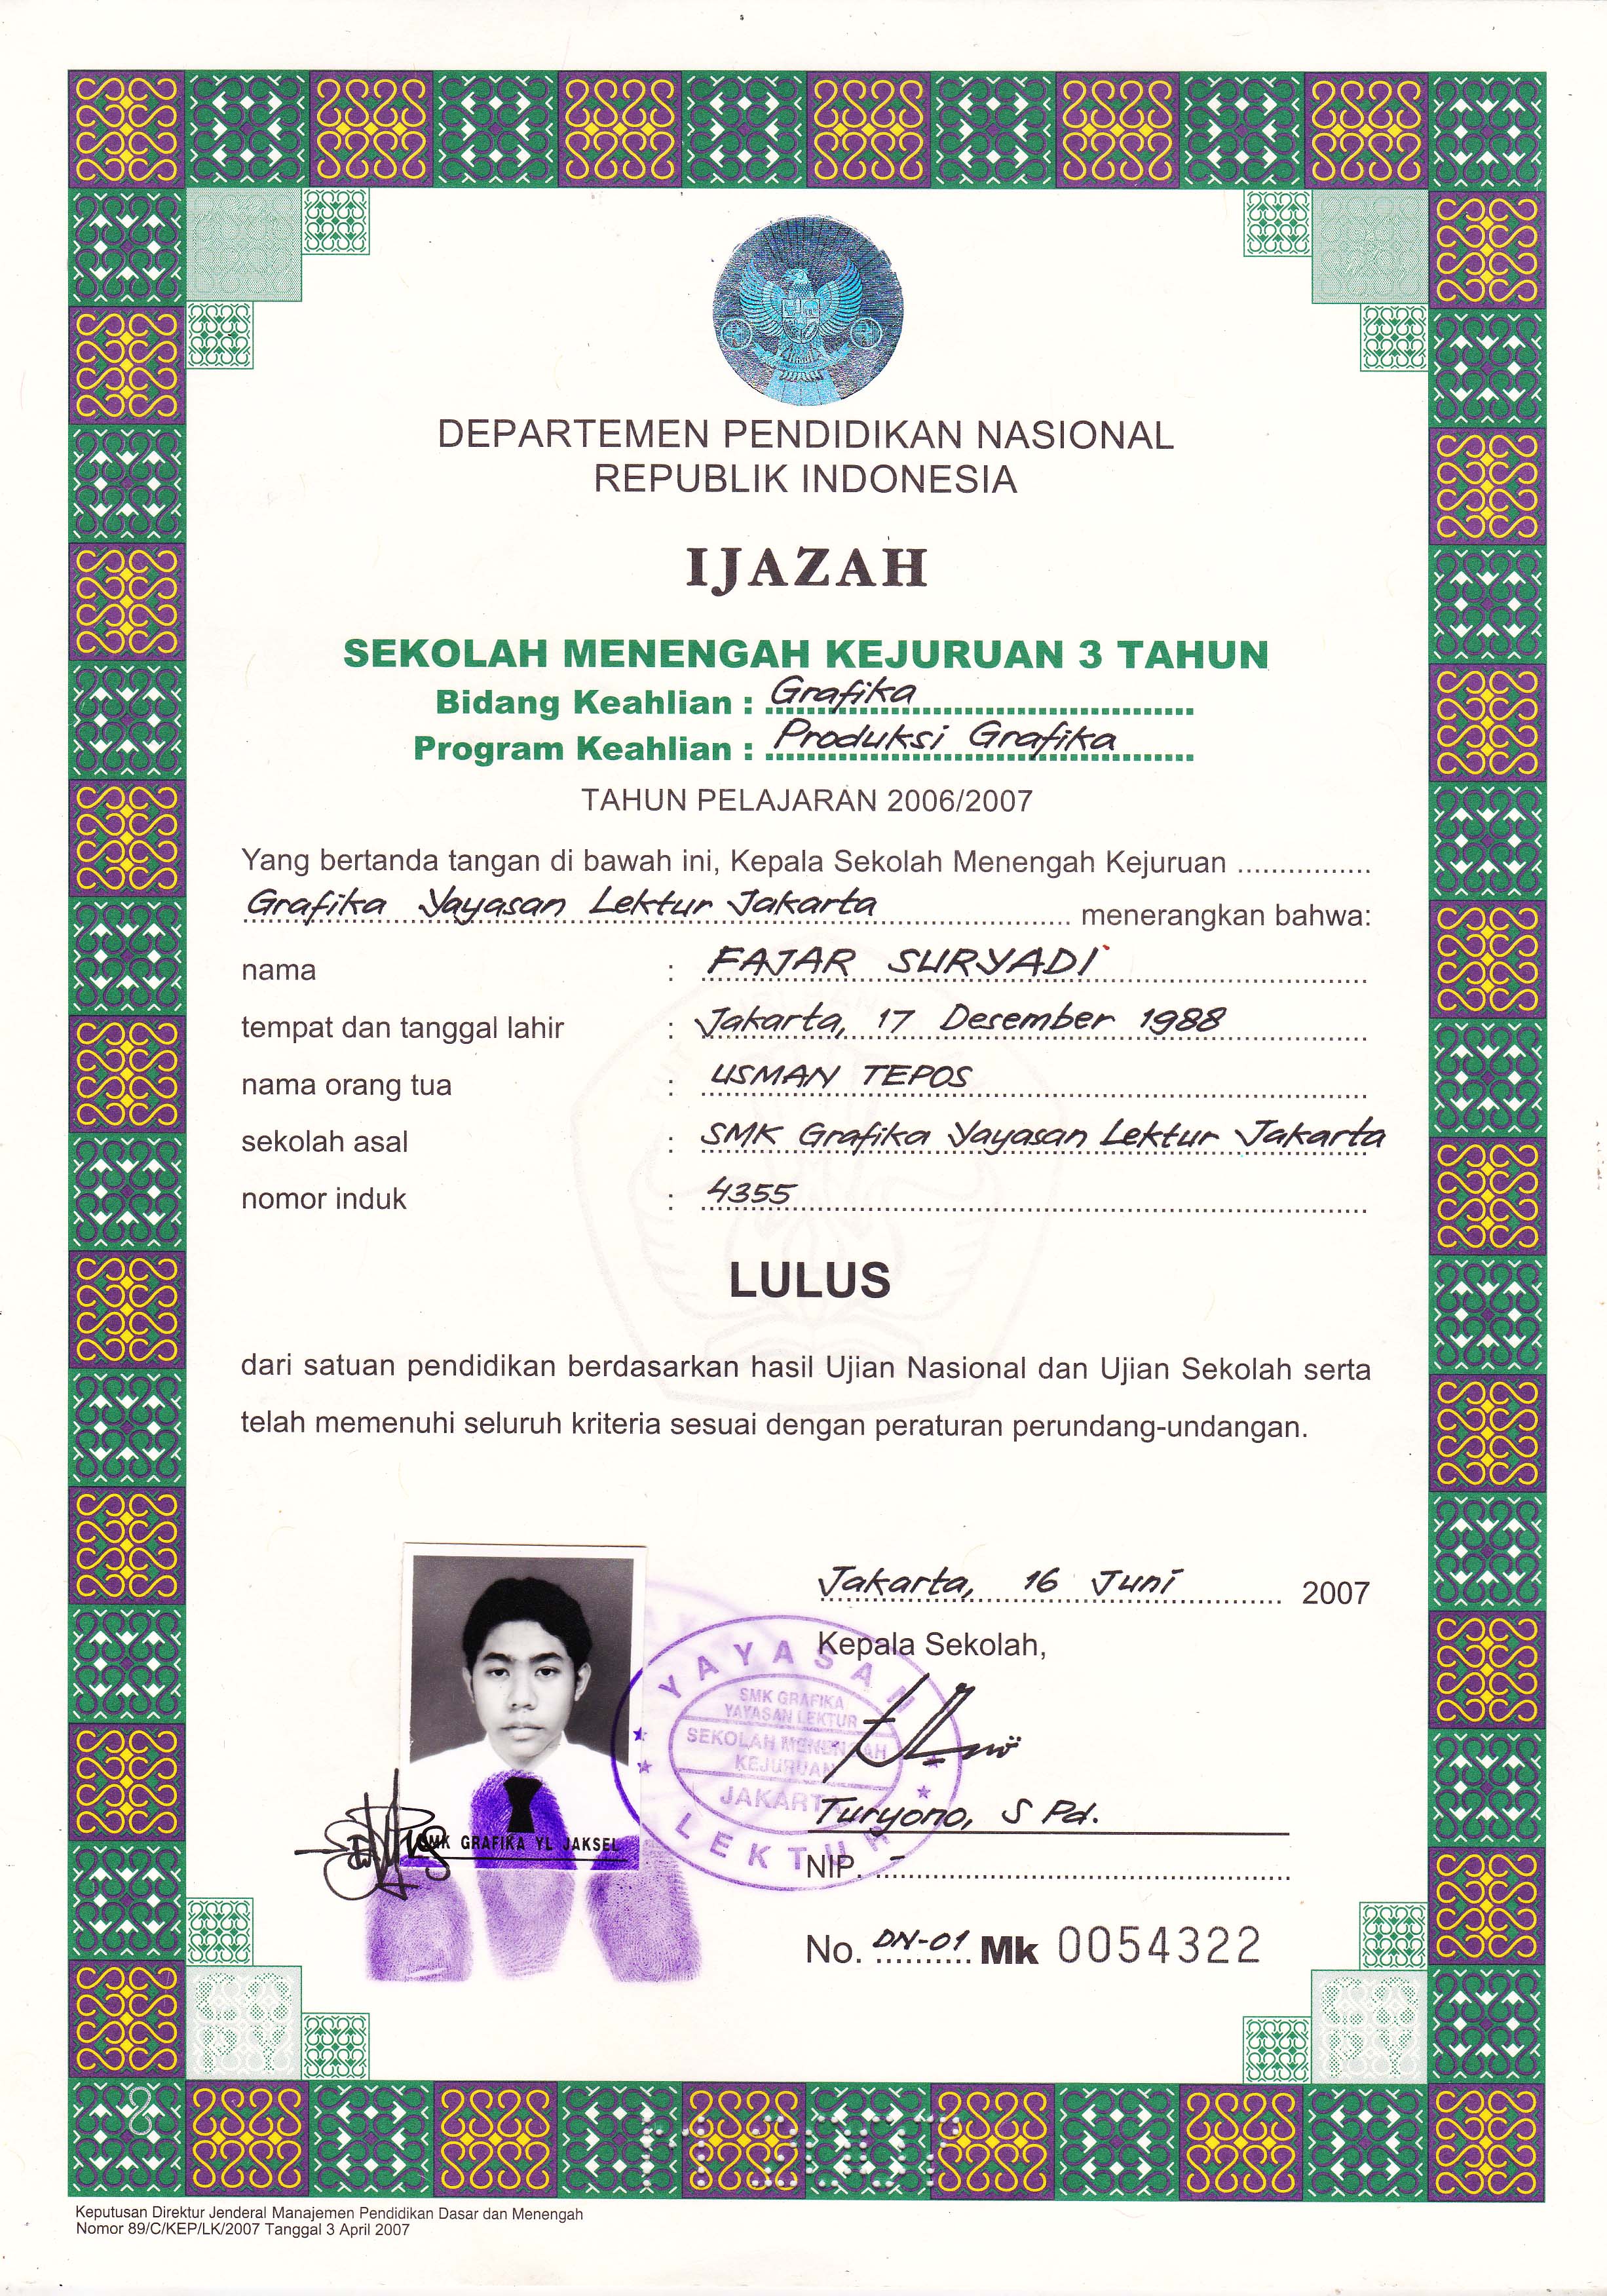 DEPARTEMEN PENDIDIKAN NASIONAL
REPUBLIK INDONESIA
IJAZAH
SEKOLAH MENENGAH KEJURUAN 3 TAHUN
Bidang Keahlian : Grafika
Program Keahlian : Produksi Grafika
TAHUN PELAJARAN 2006/2007
Yang bertanda tangan di bawah ini, Kepala Sekolah Menengah Kejuruan ................
Grafika Yayasan Lektur Jakarta menerangkan bahwa:
nama : FAJAR SURYADI
tempat dan tanggal lahir : Jakarta, 17 Desember 1988
nama orang tua : USMAN TEPOS
sekolah asal : SMK Grafika Yayasan Lektur Jakarta
nomor induk : 4355
LULUS
dari satuan pendidikan berdasarkan hasil Ujian Nasional dan Ujian Sekolah serta
telah memenuhi seluruh kriteria sesuai dengan peraturan perundang-undangan.
Jakarta, 16 Juni 2007
Kepala Sekolah,
YAYASAN
SMK GRAFIKA
YAYASAN LEKTUR
SEKOLAH MENENGAH
KEJURUAN
JAKARTA
LEKTUR
Turyono, S Pd.
SMK GRAFIKA YL JAKSEL
NIP. -
No. DN-01 Mk 0054322
COPY
COPY
Keputusan Direktur Jenderal Manajemen Pendidikan Dasar dan Menengah
Nomor 89/C/KEP/LK/2007 Tanggal 3 April 2007